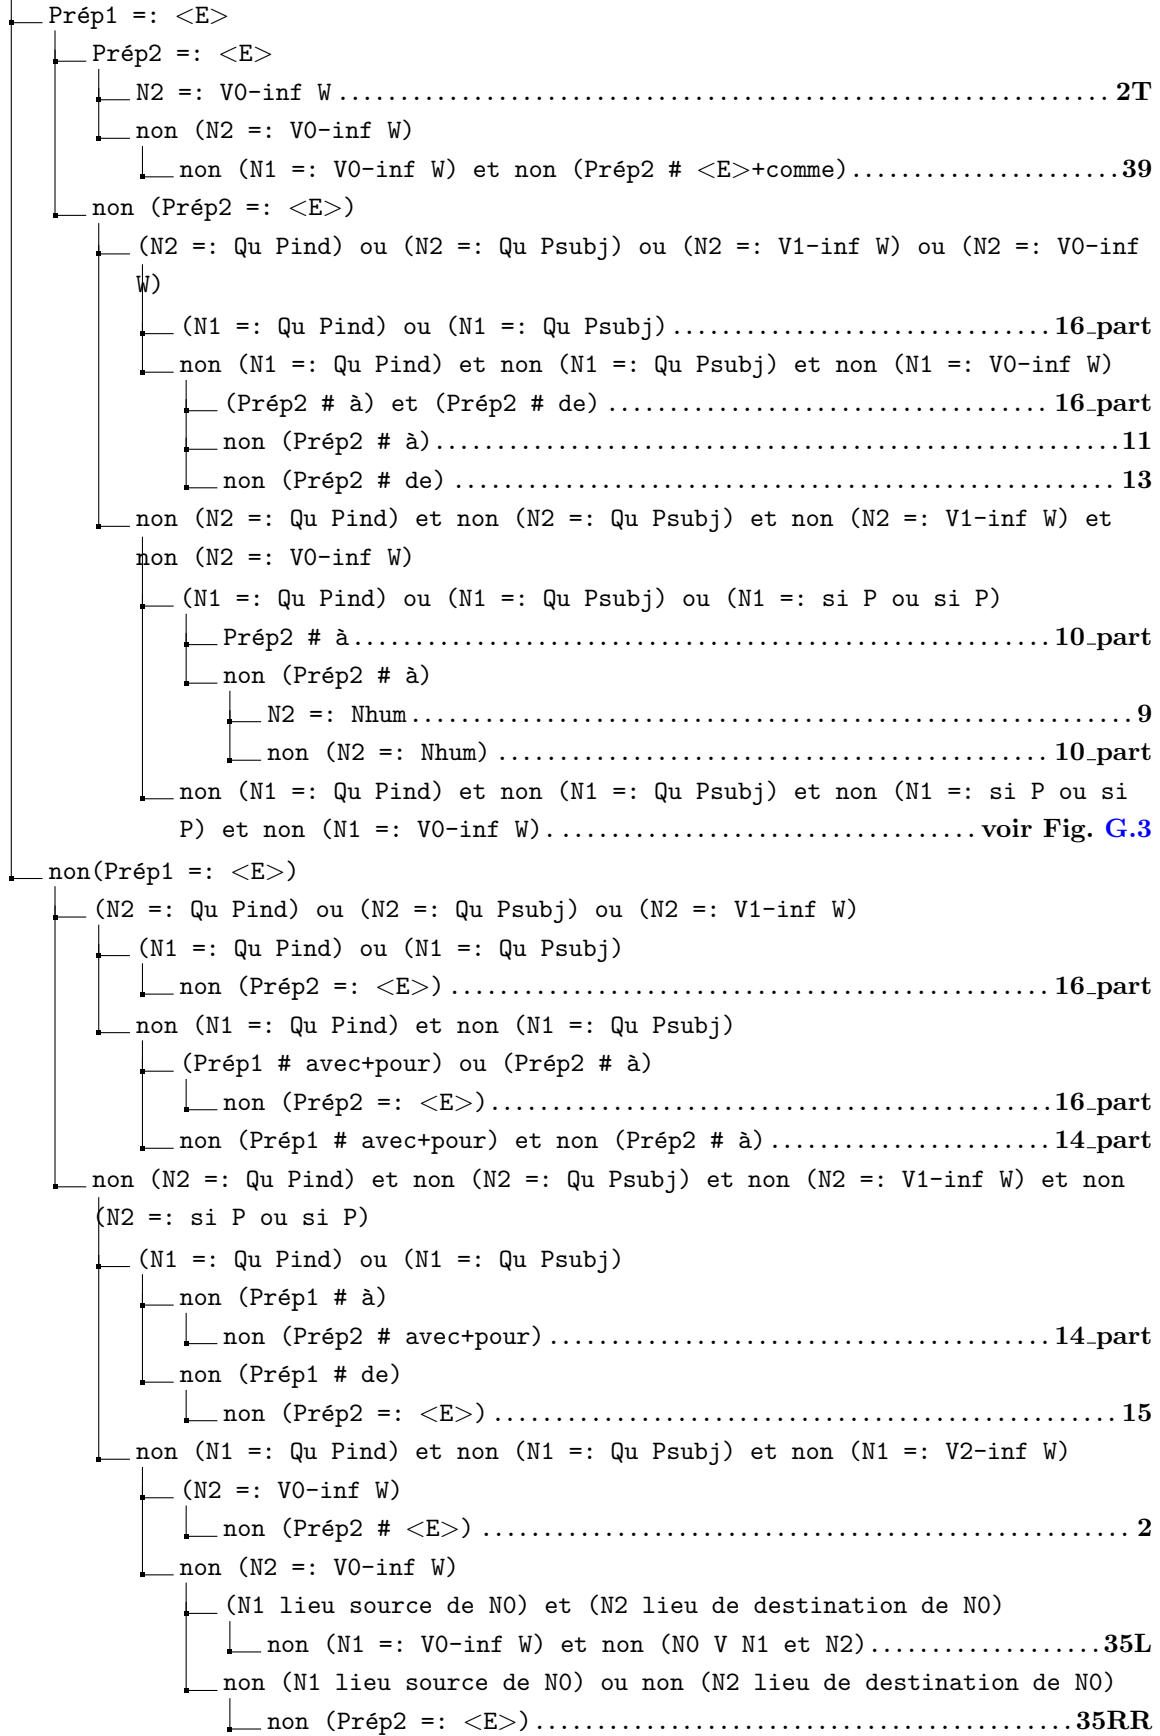 Prép1 =: <E>
Prép2 =: <E>
N2 =: V0-inf W ................................................................ 2T
non (N2 =: V0-inf W)
non (N1 =: V0-inf W) et non (Prép2 # <E>+comme) ...................... 39
non (Prép2 =: <E>)
(N2 =: Qu Pind) ou (N2 =: Qu Psubj) ou (N2 =: V1-inf W) ou (N2 =: V0-inf
W)
(N1 =: Qu Pind) ou (N1 =: Qu Psubj) ............................... 16_part
non (N1 =: Qu Pind) et non (N1 =: Qu Psubj) et non (N1 =: V0-inf W)
(Prép2 # à) et (Prép2 # de) .................................... 16_part
non (Prép2 # à) ........................................................ 11
non (Prép2 # de) ...................................................... 13
non (N2 =: Qu Pind) et non (N2 =: Qu Psubj) et non (N2 =: V1-inf W) et
non (N2 =: V0-inf W)
(N1 =: Qu Pind) ou (N1 =: Qu Psubj) ou (N1 =: si P ou si P)
Prép2 # à ......................................................... 10_part
non (Prép2 # à)
N2 =: Nhum ........................................................... 9
non (N2 =: Nhum) ............................................. 10_part
non (N1 =: Qu Pind) et non (N1 =: Qu Psubj) et non (N1 =: si P ou si
P) et non (N1 =: V0-inf W) ................................... voir Fig. G.3
non(Prép1 =: <E>)
(N2 =: Qu Pind) ou (N2 =: Qu Psubj) ou (N2 =: V1-inf W)
(N1 =: Qu Pind) ou (N1 =: Qu Psubj)
non (Prép2 =: <E>) ................................................. 16_part
non (N1 =: Qu Pind) et non (N1 =: Qu Psubj)
(Prép1 # avec+pour) ou (Prép2 # à)
non (Prép2 =: <E>) .............................................. 16_part
non (Prép1 # avec+pour) et non (Prép2 # à) ....................... 14_part
non (N2 =: Qu Pind) et non (N2 =: Qu Psubj) et non (N2 =: V1-inf W) et non
(N2 =: si P ou si P)
(N1 =: Qu Pind) ou (N1 =: Qu Psubj)
non (Prép1 # à)
non (Prép2 # avec+pour) ......................................... 14_part
non (Prép1 # de)
non (Prép2 =: <E>) ................................................... 15
non (N1 =: Qu Pind) et non (N1 =: Qu Psubj) et non (N1 =: V2-inf W)
(N2 =: V0-inf W)
non (Prép2 # <E>) ..................................................... 2
non (N2 =: V0-inf W)
(N1 lieu source de N0) et (N2 lieu de destination de N0)
non (N1 =: V0-inf W) et non (N0 V N1 et N2) ................... 35L
non (N1 lieu source de N0) ou non (N2 lieu de destination de N0)
non (Prép2 =: <E>) ............................................ 35RR